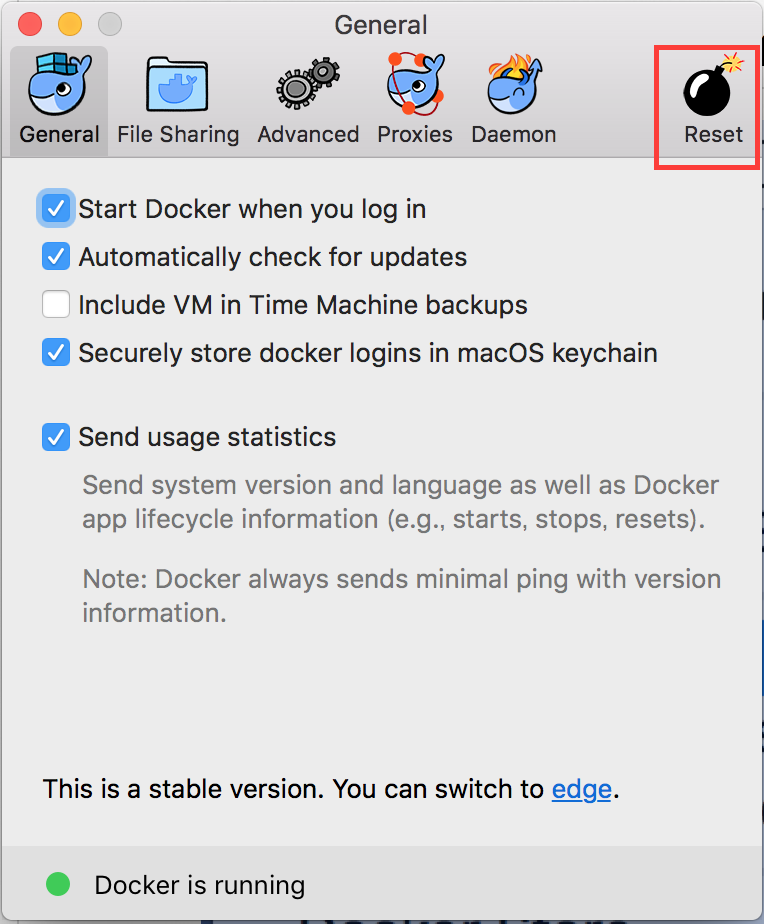 General
General File Sharing Advanced Proxies Daemon Reset
Start Docker when you log in
Automatically check for updates
Include VM in Time Machine backups
Securely store docker logins in macOS keychain
Send usage statistics
Send system version and language as well as Docker
app lifecycle information (e.g., starts, stops, resets).
Note: Docker always sends minimal ping with version
information.
This is a stable version. You can switch to edge.
Docker is running